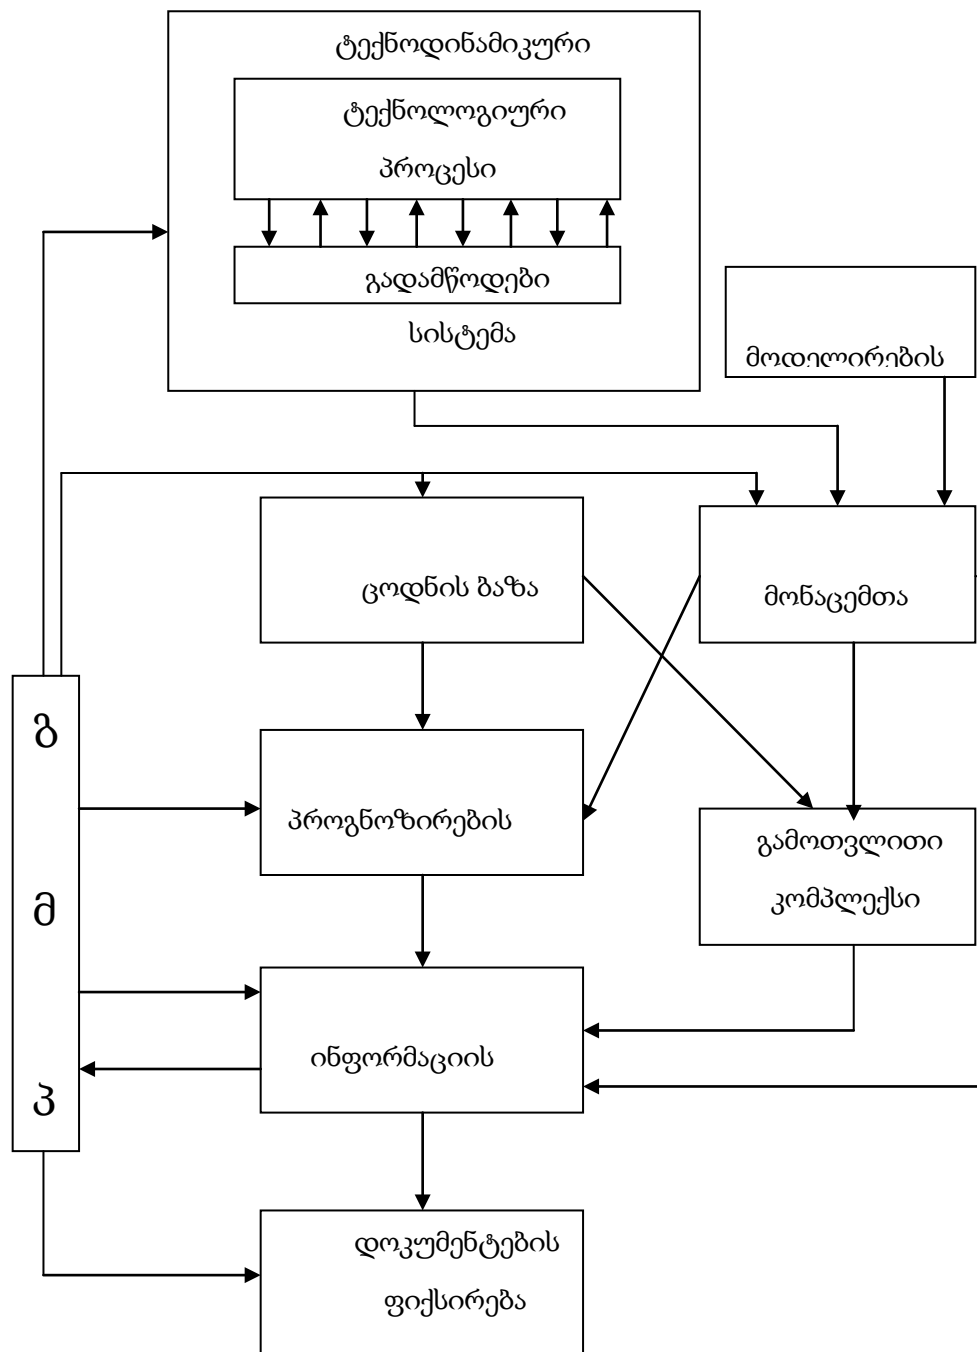 ტექნოდინამიკური
ტექნოლოგიური
პროცესი
გადამწოდები
სისტემა
მოდელირების
ცოდნის ბაზა
მონაცემთა
ბ
მ
პ
პროგნოზირების
გამოთვლითი
კომპლექსი
ინფორმაციის
დოკუმენტების
ფიქსირება